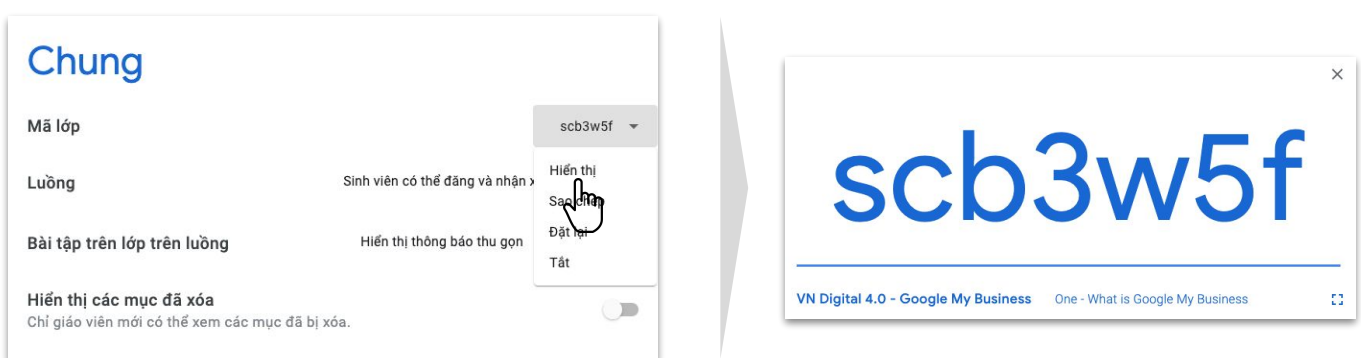 Chung
Mã lớp
scb3w5f
Hiển thị
Luồng
Sinh viên có thể đăng và nhận
Sao chép
Đặt lại
Bài tập trên lớp trên luồng
Hiển thị thông báo thu gọn
Tắt
Hiển thị các mục đã xóa
Chỉ giáo viên mới có thể xem các mục đã bị xóa.
scb3w5f
VN Digital 4.0 - Google My Business
One - What is Google My Business